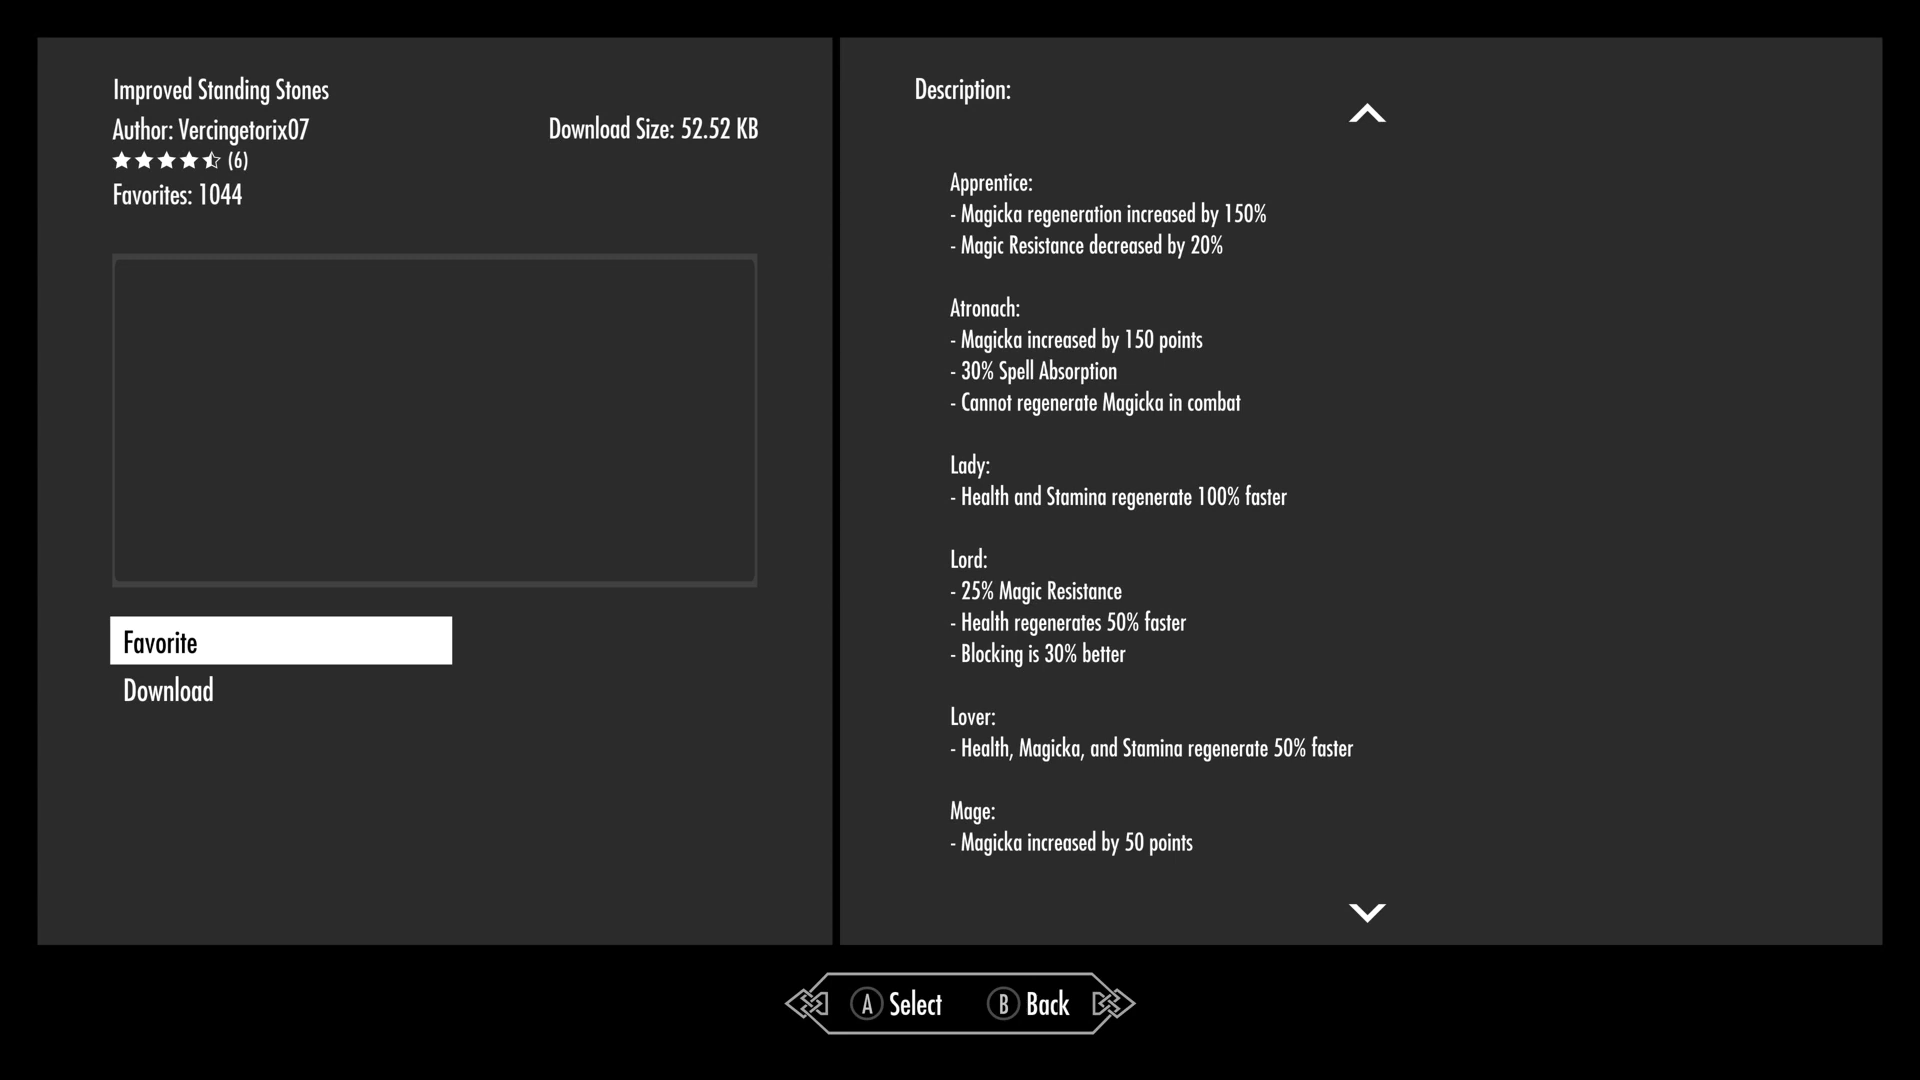 Improved Standing Stones
Author: Vercingetorix07
Download Size: 52.52 KB
(6)
Favorites: 1044
Favorite
Download
Description:
Apprentice:
- Magicka regeneration increased by 150%
- Magic Resistance decreased by 20%
Atronach:
- Magicka increased by 150 points
- 30% Spell Absorption
- Cannot regenerate Magicka in combat
Lady:
- Health and Stamina regenerate 100% faster
Lord:
- 25% Magic Resistance
- Health regenerates 50% faster
- Blocking is 30% better
Lover:
- Health, Magicka, and Stamina regenerate 50% faster
Mage:
- Magicka increased by 50 points
A Select B Back